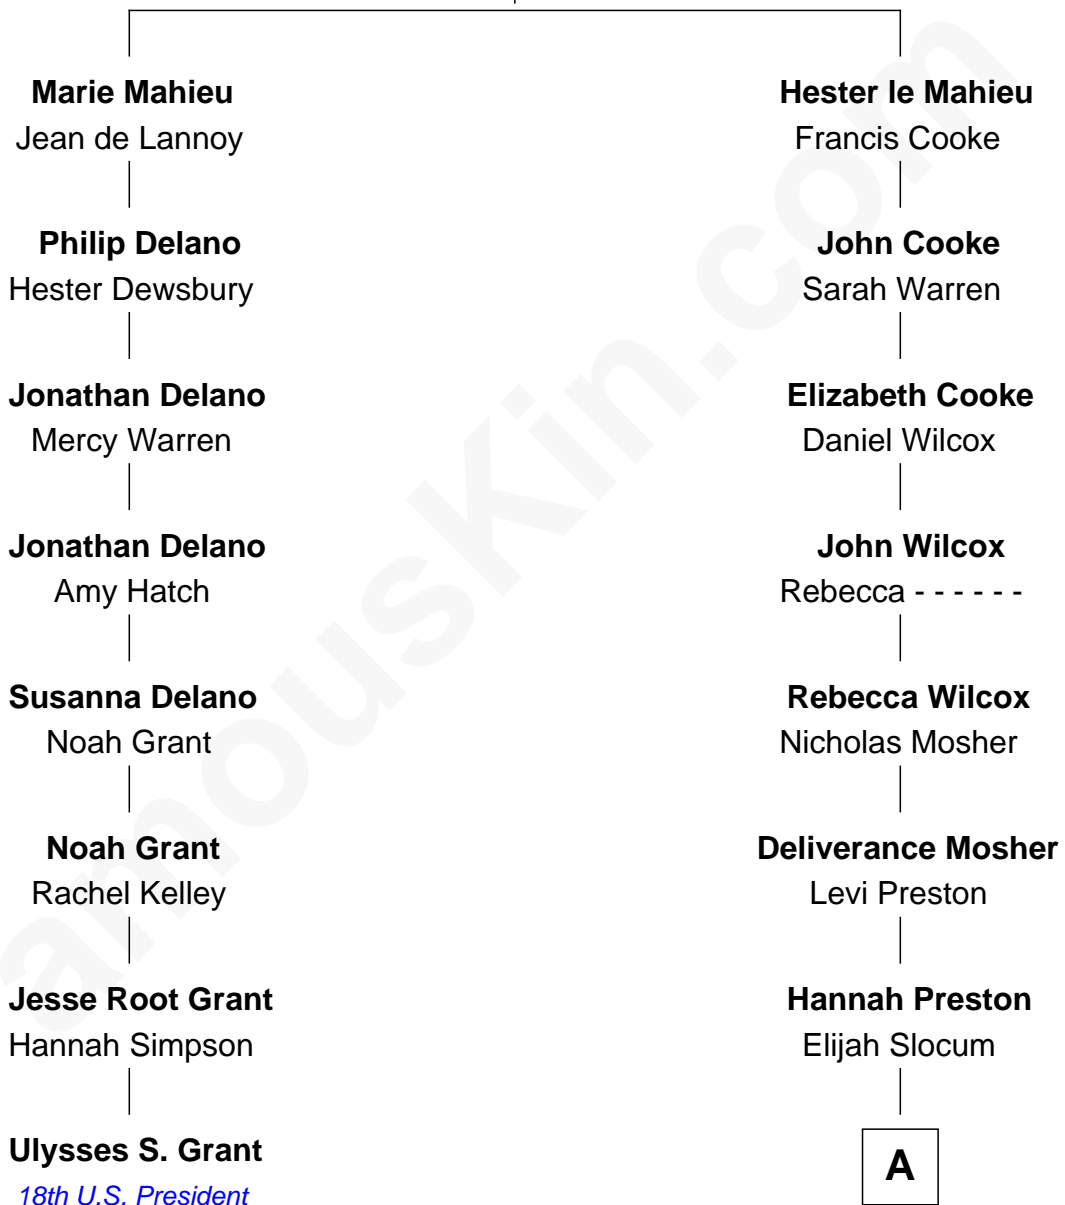 Marie Mahieu
Jean de Lannoy
Philip Delano
Hester Dewsbury
Jonathan Delano
Mercy Warren
Jonathan Delano
Amy Hatch
Susanna Delano
Noah Grant
Noah Grant
Rachel Kelley
Jesse Root Grant
Hannah Simpson
Ulysses S. Grant
18th U.S. President
Hester le Mahieu
Francis Cooke
John Cooke
Sarah Warren
Elizabeth Cooke
Daniel Wilcox
John Wilcox
Rebecca - - - - - -
Rebecca Wilcox
Nicholas Mosher
Deliverance Mosher
Levi Preston
Hannah Preston
Elijah Slocum
A
amouskin.com